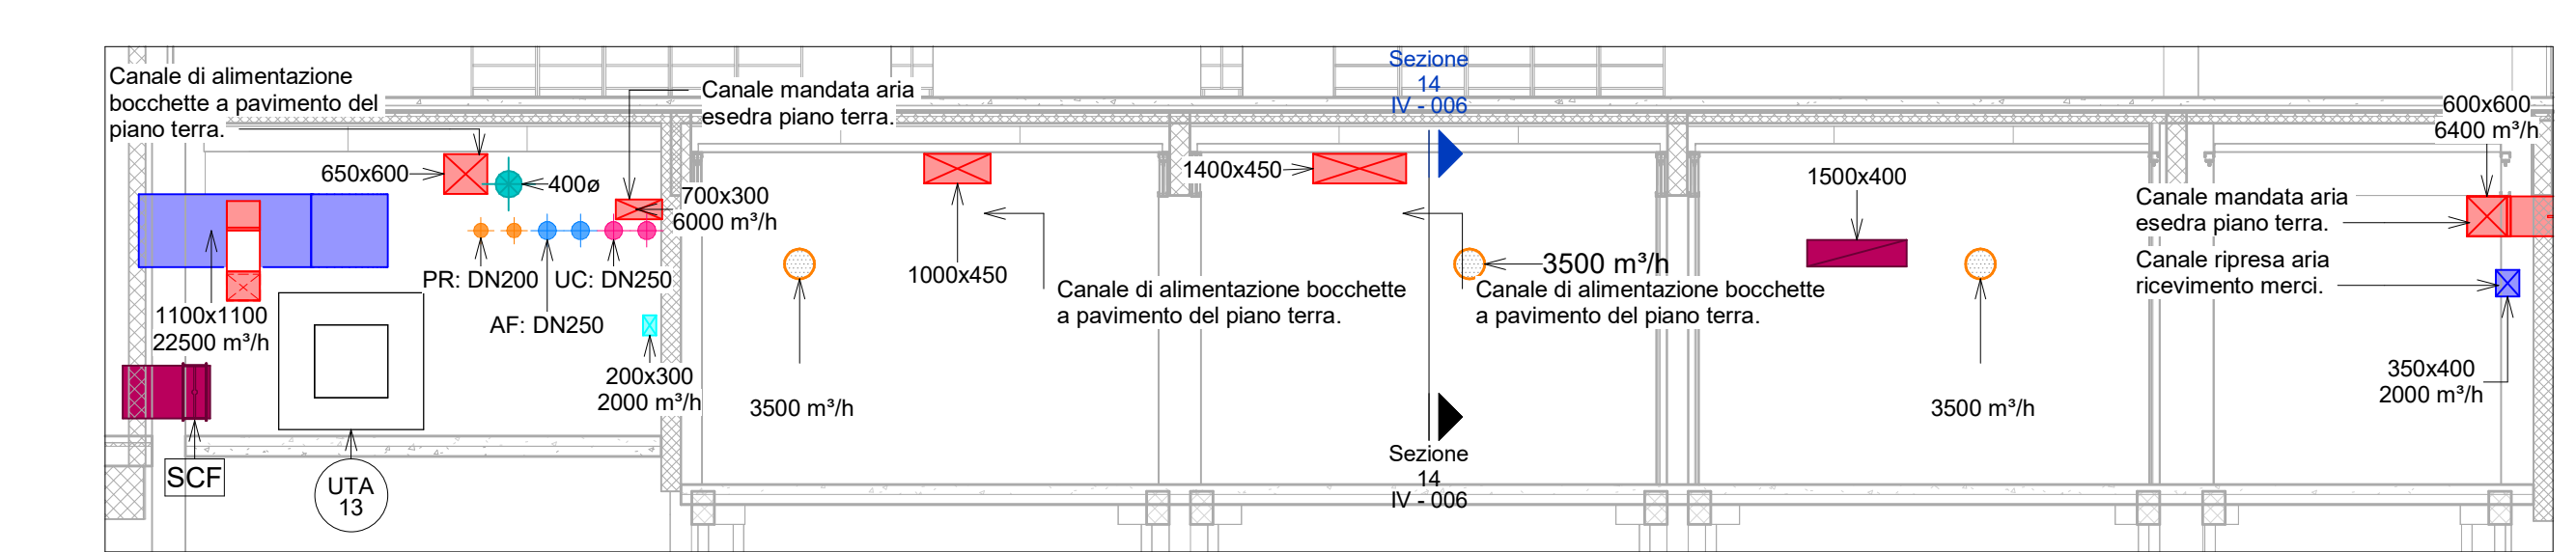 Canale di alimentazione
bocchette a pavimento del
piano terra.
Canale mandata aria
esedra piano terra.
Sezione
14
IV - 006
600x600
6400 m³/h
650x600
400ø
700x300
6000 m³/h
1400x450
1500x400
Canale mandata aria
esedra piano terra.
Canale ripresa aria
ricevimento merci.
PR: DN200
UC: DN250
AF: DN250
1000x450
3500 m³/h
Canale di alimentazione bocchette
a pavimento del piano terra.
Canale di alimentazione bocchette
a pavimento del piano terra.
1100x1100
22500 m³/h
200x300
2000 m³/h
3500 m³/h
3500 m³/h
350x400
2000 m³/h
SCF
UTA
13
Sezione
14
IV - 006